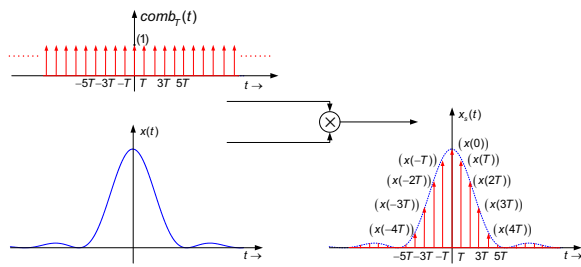 comb_T(t)
(1)
−5T −3T −T T 3T 5T t →
x(t)
t →
×
x_s(t)
(x(0))
(x(−T)) (x(T))
(x(−2T)) (x(2T))
(x(−3T)) (x(3T))
(x(−4T)) (x(4T))
−5T −3T −T T 3T 5T t →